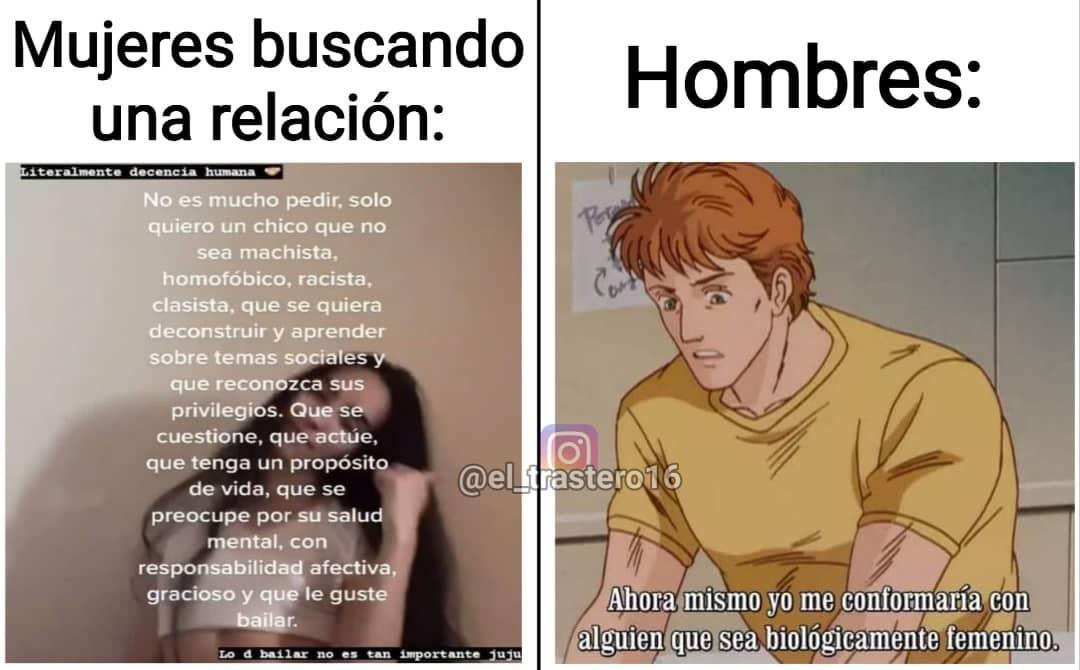 Mujeres buscando
una relación:
Literalmente decencia humana
No es mucho pedir, solo
quiero un chico que no
sea machista,
homofóbico, racista,
clasista, que se quiera
deconstruir y aprender
sobre temas sociales y
que reconozca sus
privilegios. Que se
cuestione, que actúe,
que tenga un propósito
de vida, que se
preocupe por su salud
mental, con
responsabilidad afectiva,
gracioso y que le guste
bailar.
Lo d bailar no es tan importante juju
Hombres:
@el_trastero16
Ahora mismo yo me conformaría con
alguien que sea biológicamente femenino.